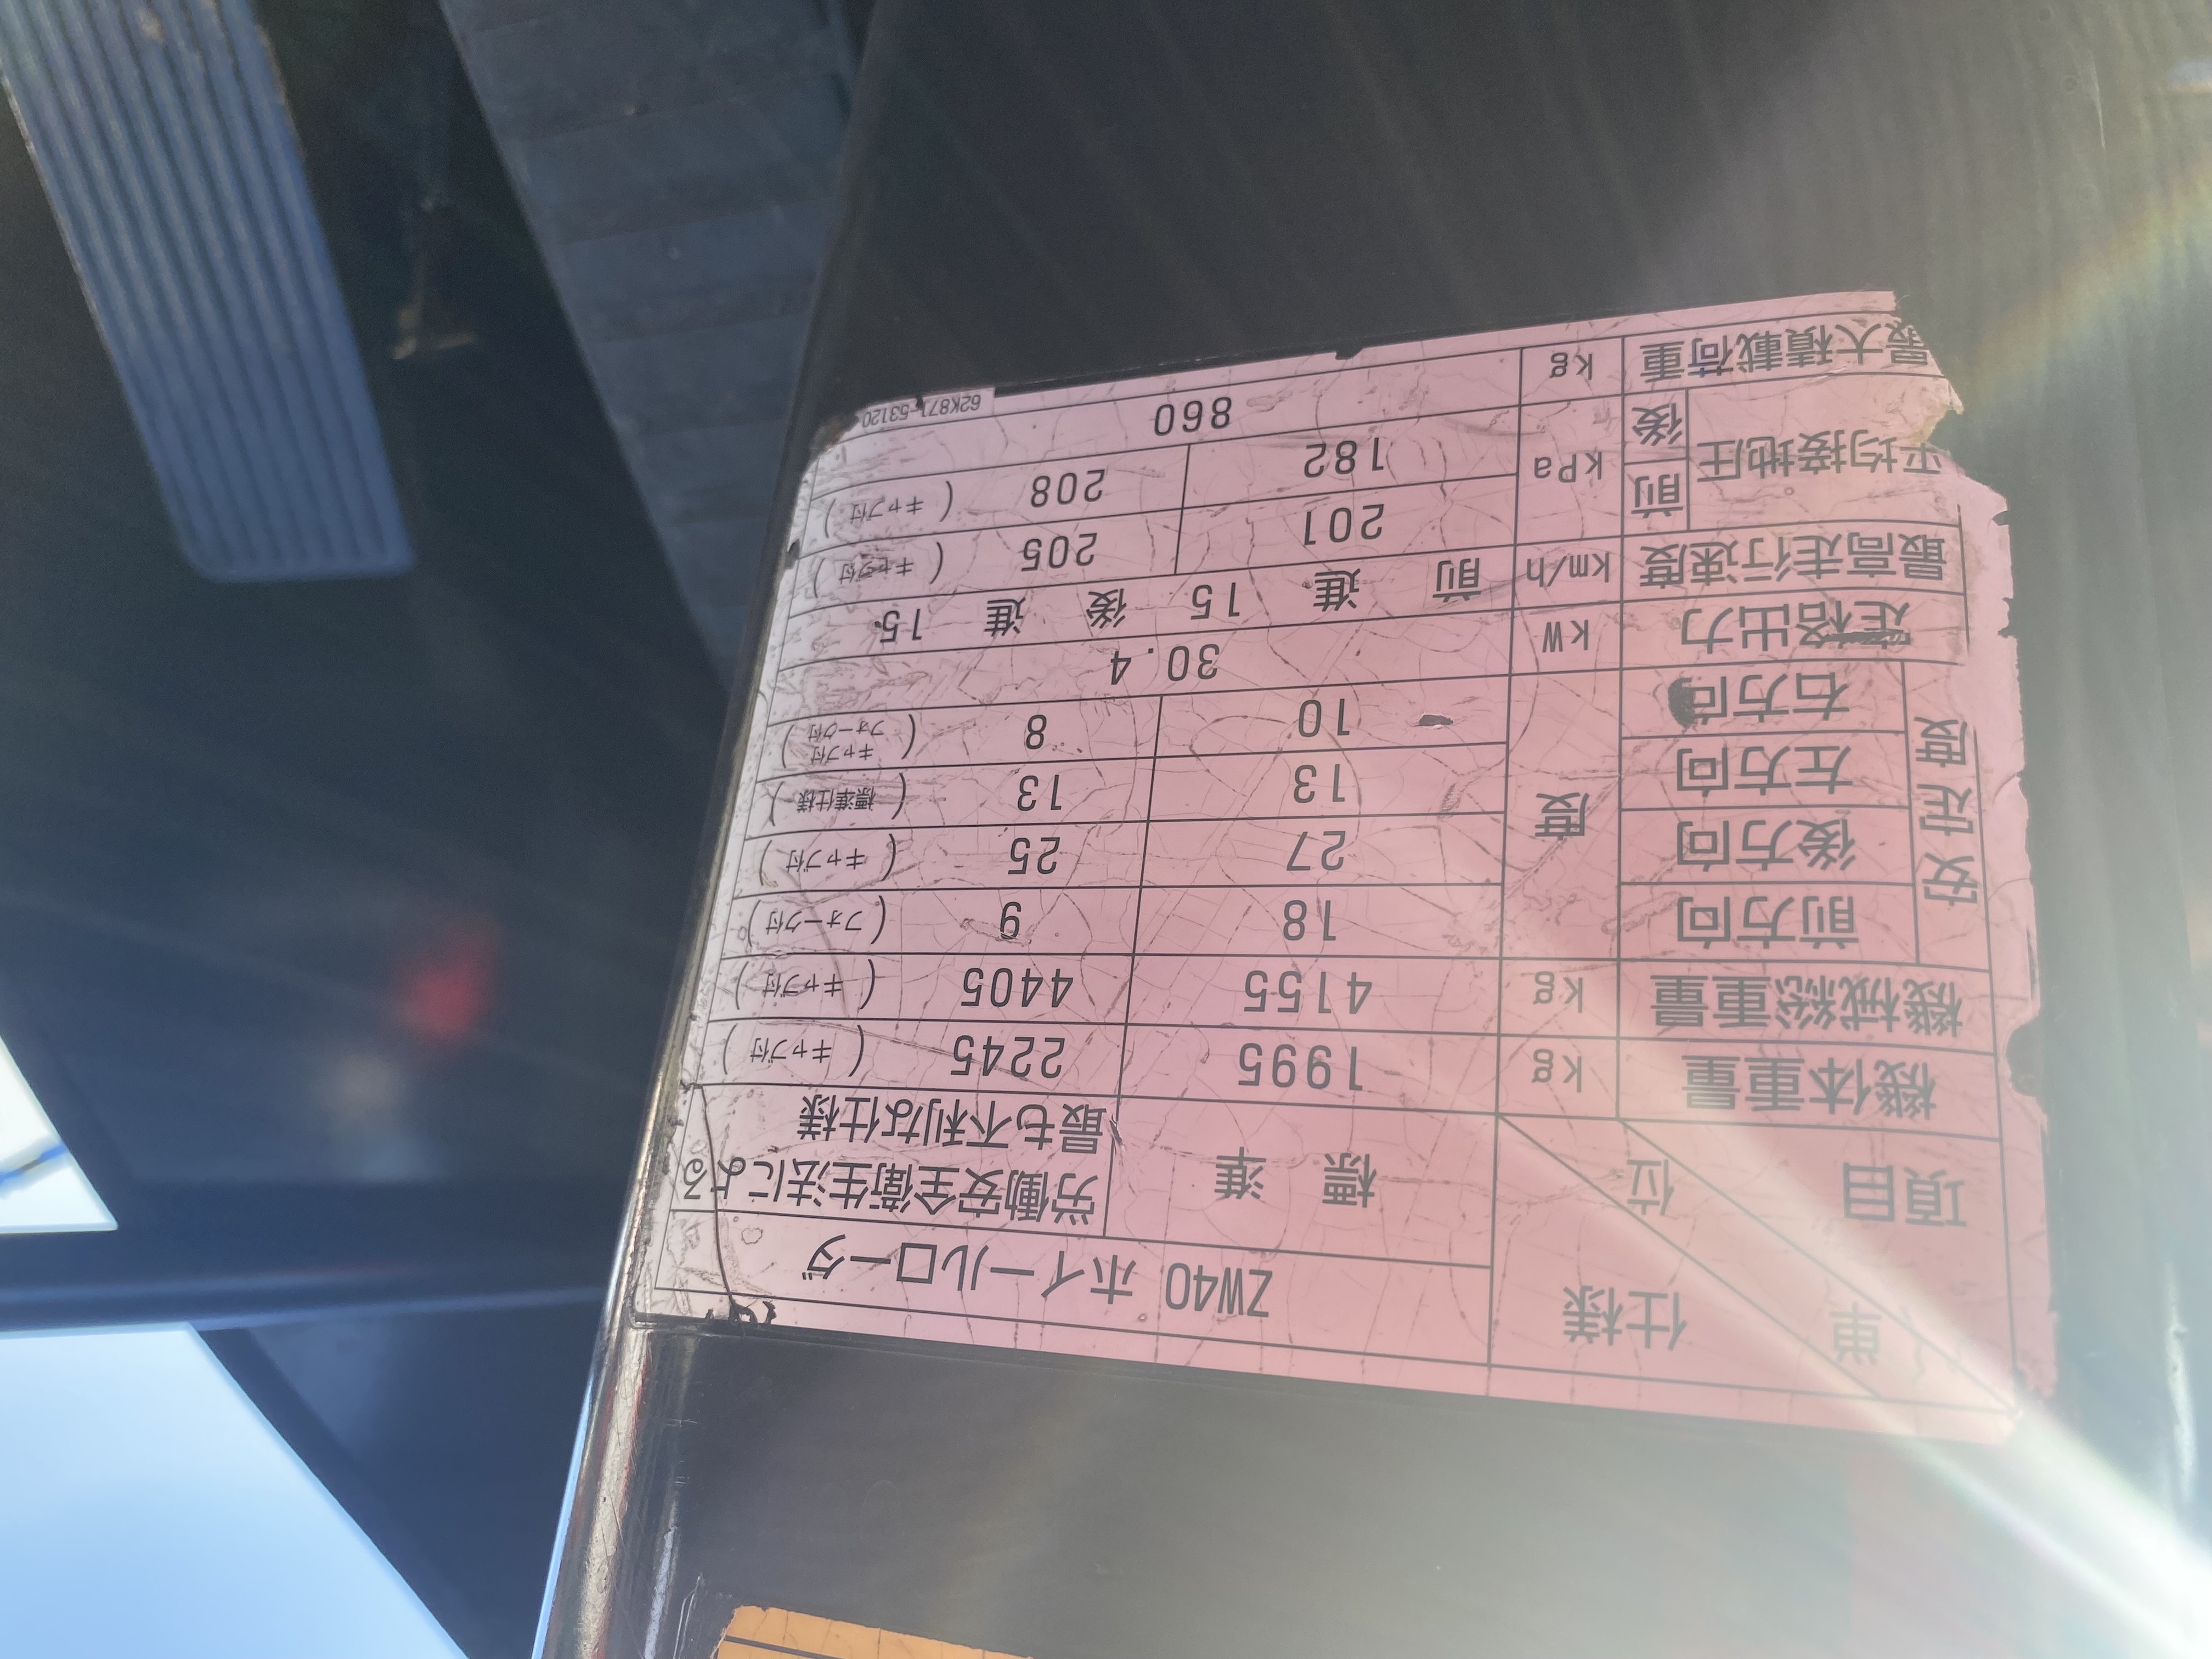 単
仕様
位
項目
ZW40 ホイールローダ
標 準
労働安全衛生法による
最も不利な仕様
機体重量 kg 1995 2245 (キャブ付)
機械総重量 kg 4155 4405 (キャブ付)
安定度 度
前方向 18 9 (フォーク付)
後方向 27 25 (キャブ付)
左方向 13 13 (標準仕様)
右方向 10 8 (キャブ付 フォーク付)
定格出力 kW 30.4
最高走行速度 km/h 前 進 15 後 進 15
平均接地圧 kPa
前 201 205 (キャブ付)
後 182 208 (キャブ付)
最大積載荷重 kg 860
62K871-53120